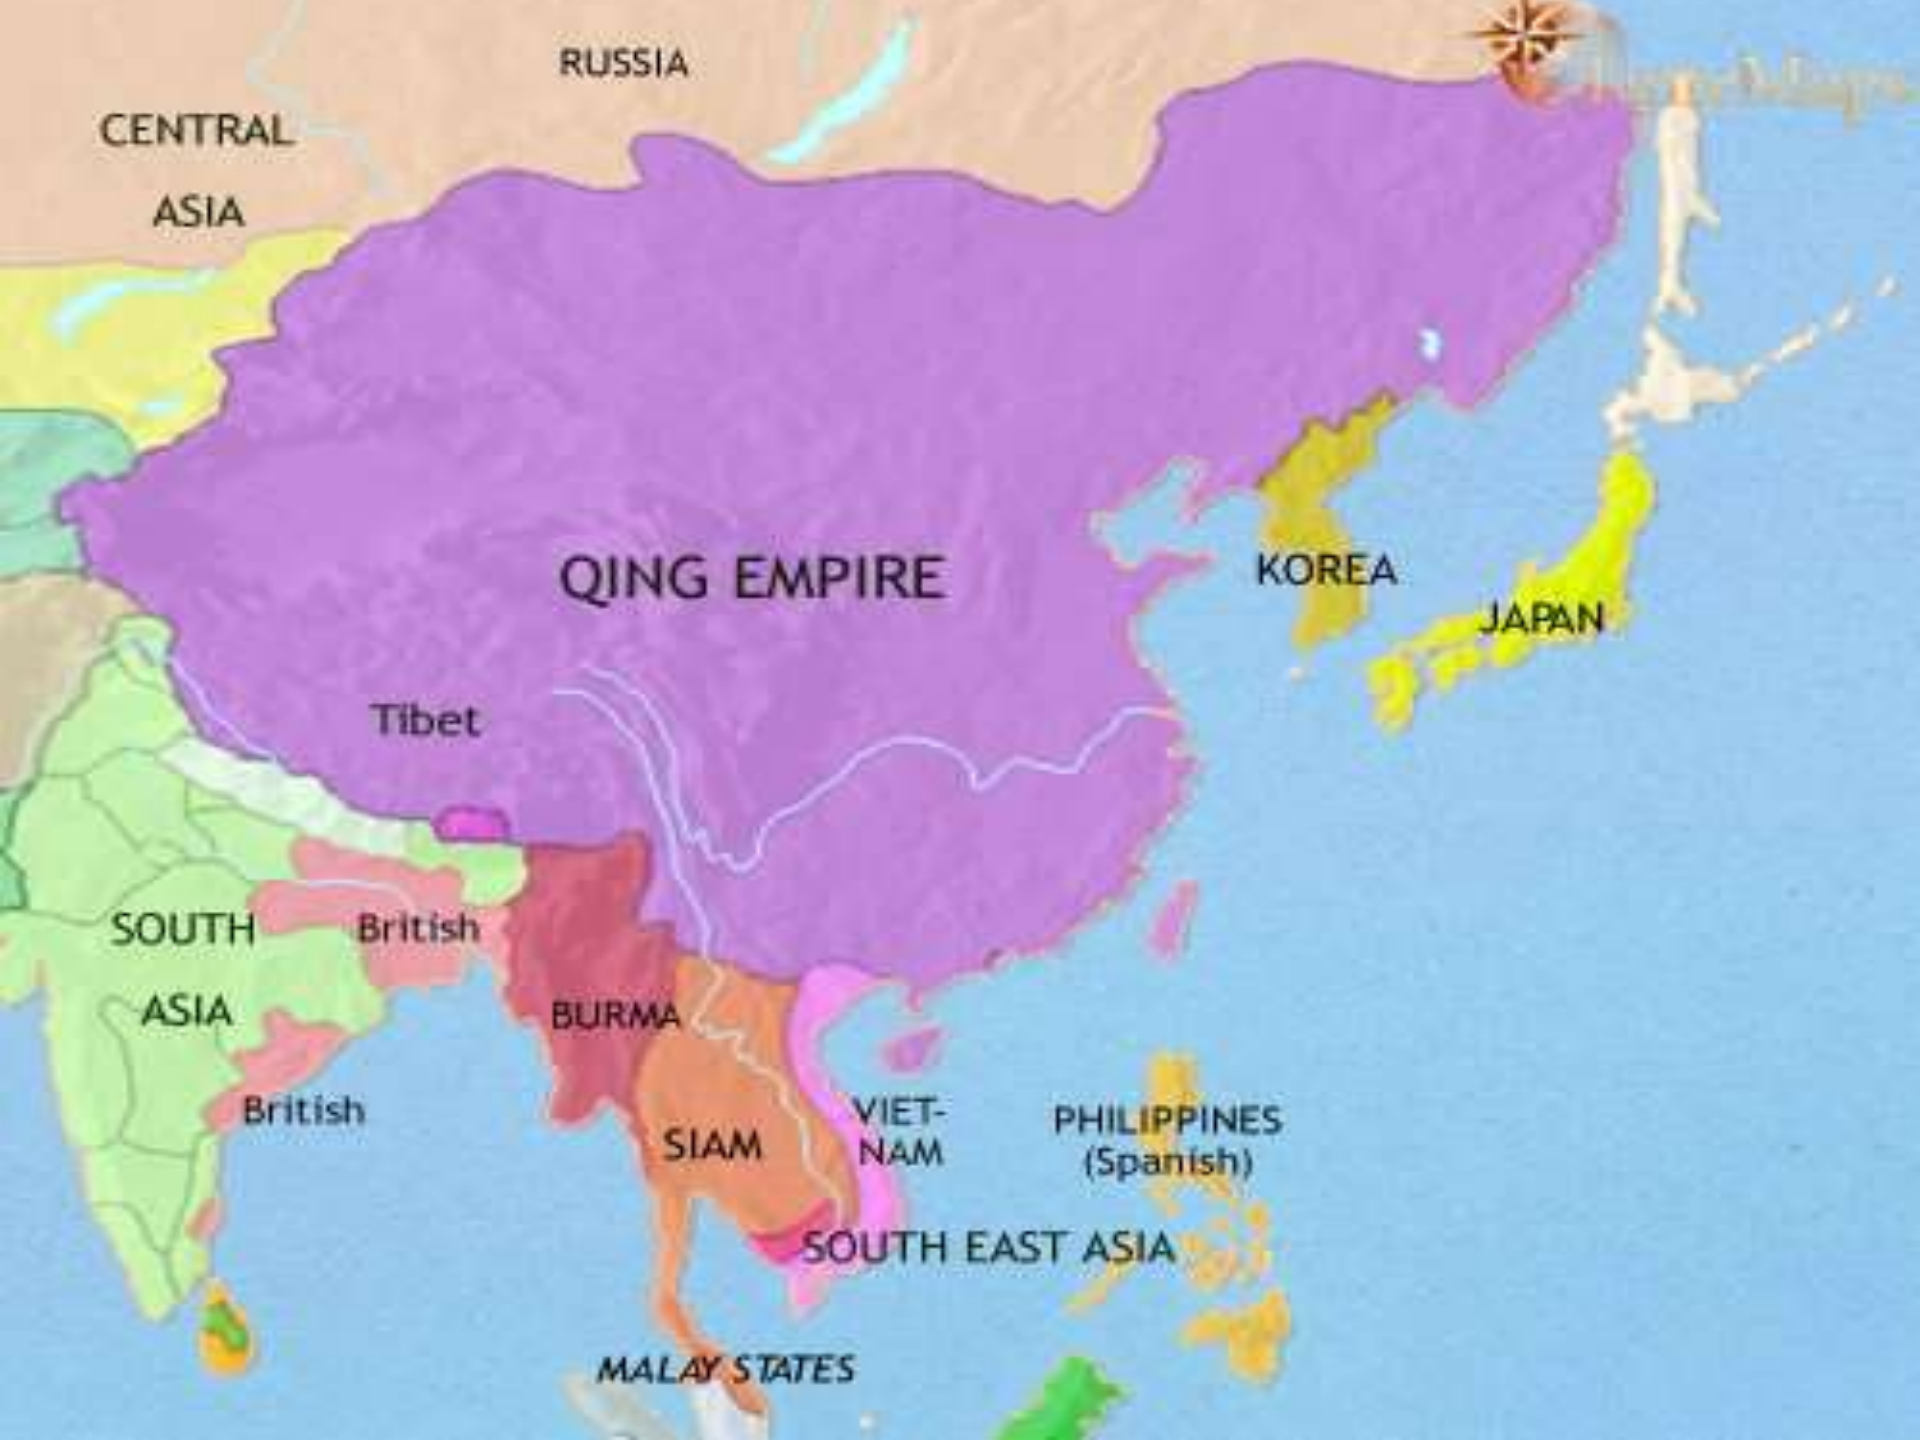 RUSSIA
CENTRAL
ASIA
QING EMPIRE
KOREA
JAPAN
Tibet
SOUTH
ASIA
British
BURMA
British
SIAM
VIET-
NAM
PHILIPPINES
(Spanish)
SOUTH EAST ASIA
MALAY STATES